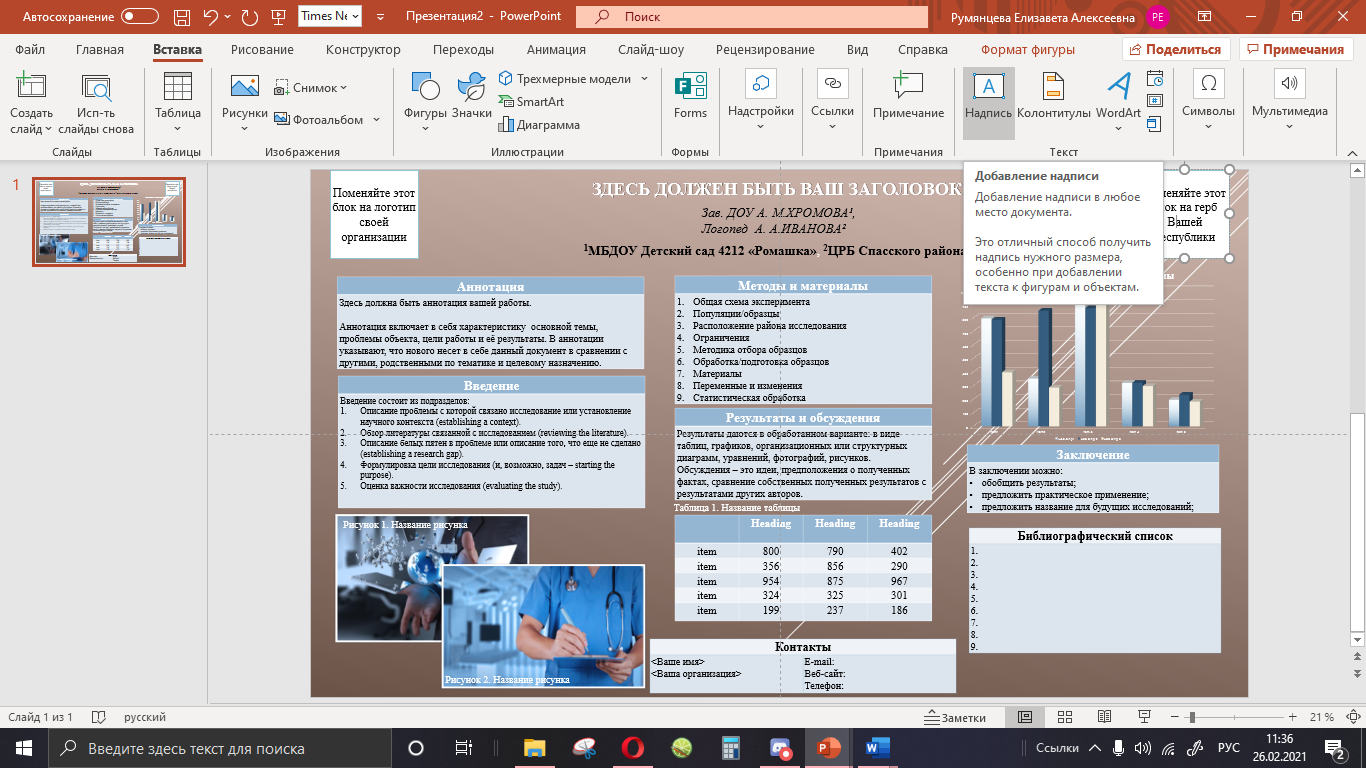 Автосохранение
Times Ne
Презентация2 - PowerPoint
Поиск
Румянцева Елизавета Алексеевна
РЕ
Файл
Главная
Вставка
Рисование
Конструктор
Переходы
Анимация
Слайд-шоу
Рецензирование
Вид
Справка
Формат фигуры
Поделиться
Примечания
Создать слайд
Исп-ть слайды снова
Слайды
Таблица
Таблицы
Рисунки
Снимок
Фотоальбом
Изображения
Фигуры
Значки
Трехмерные модели
SmartArt
Диаграмма
Иллюстрации
Forms
Формы
Надстройки
Ссылки
Примечание
Примечания
Надпись
Колонтитулы
WordArt
Текст
Символы
Мультимедиа
Добавление надписи
Добавление надписи в любое
место документа.
Это отличный способ получить
надпись нужного размера,
особенно при добавлении
текста к фигурам и объектам.
1
Поменяйте этот
блок на логотип
своей
организации
ЗДЕСЬ ДОЛЖЕН БЫТЬ ВАШ ЗАГОЛОВОК
Зав. ДОУ А. М.ХРОМОВА¹,
Логопед А. А.ИВАНОВА²
¹МБДОУ Детский сад 4212 «Ромашка», ²ЦРБ Спасского района
Вашей
Аннотация
Здесь должна быть аннотация вашей работы.
Аннотация включает в себя характеристику основной темы,
проблемы объекта, цели работы и её результаты. В аннотации
указывают, что нового несет в себе данный документ в сравнении с
другими, родственными по тематике и целевому назначению.
Введение
Введение состоит из подразделов:
1. Описание проблемы с которой связано исследование или установление
научного контекста (establishing a context).
2. Обзор литературы связанной с исследованием (reviewing the literature).
3. Описание белых пятен в проблеме или описание того, что еще не сделано
(establishing a research gap).
4. Формулировка цели исследования (и, возможно, задач – starting the
purpose).
5. Оценка важности исследования (evaluating the study).
Рисунок 1. Название рисунка
Рисунок 2. Название рисунка
Методы и материалы
1. Общая схема эксперимента
2. Популяции/образцы
3. Расположение района исследования
4. Ограничения
5. Методика отбора образцов
6. Обработка/подготовка образцов
7. Материалы
8. Переменные и изменения
9. Статистическая обработка
Результаты и обсуждения
Результаты даются в обработанном варианте: в виде
таблиц, графиков, организационных или структурных
диаграмм, уравнений, фотографий, рисунков.
Обсуждения – это идеи, предположения о полученных
фактах, сравнение собственных полученных результатов с
результатами других авторов.
Таблица 1. Название таблицы
Heading Heading Heading
item 800 790 402
item 356 856 290
item 954 875 967
item 324 325 301
item 199 237 186
Контакты
<Ваше имя>
<Ваша организация>
E-mail:
Веб-сайт:
Телефон:
Заключение
В заключении можно:
• обобщить результаты;
• предложить практическое применение;
• предложить название для будущих исследований;
Библиографический список
1.
2.
3.
4.
5.
6.
7.
8.
9.
Слайд 1 из 1
русский
Заметки
21 %
Введите здесь текст для поиска
Ссылки
РУС
11:36
26.02.2021
2